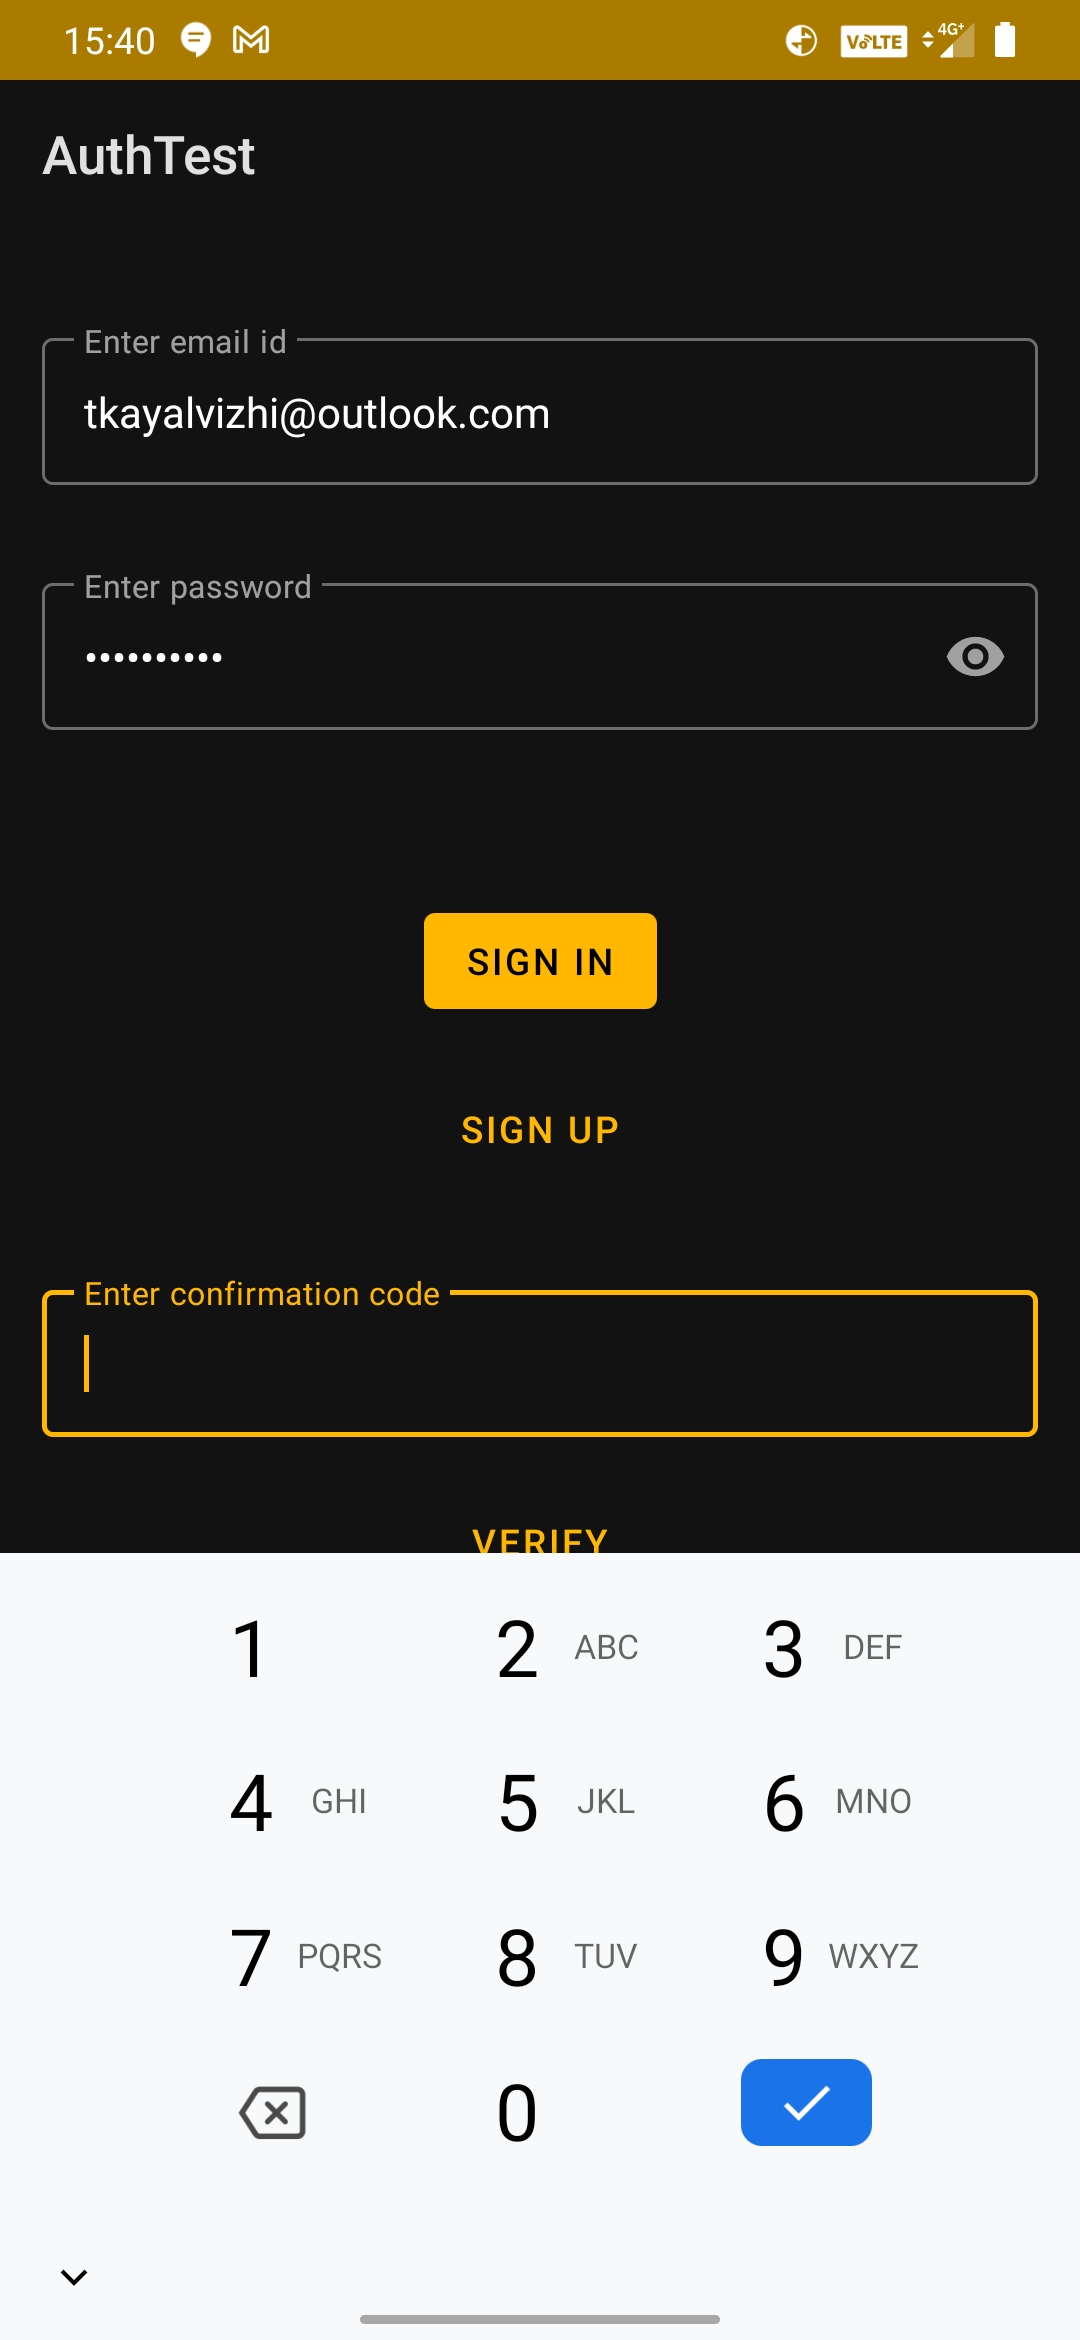 15:40 VoLTE 4G+
AuthTest
Enter email id
tkayalvizhi@outlook.com
Enter password
••••••••••
SIGN IN
SIGN UP
Enter confirmation code
VERIFY
1 2 ABC 3 DEF
4 GHI 5 JKL 6 MNO
7 PQRS 8 TUV 9 WXYZ
0